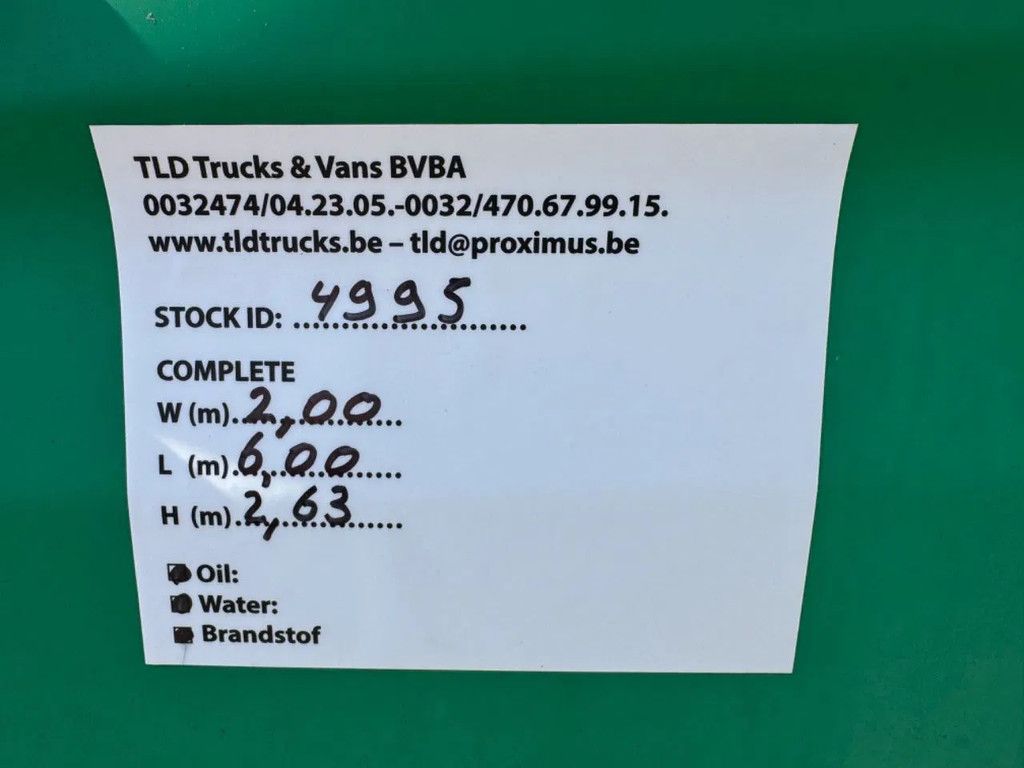 TLD Trucks & Vans BVBA
0032474/04.23.05.-0032/470.67.99.15.
www.tldtrucks.be – tld@proximus.be
STOCK ID: 4995
COMPLETE
W (m). 2,00
L (m). 6,00
H (m). 2,63
Oil:
Water:
Brandstof